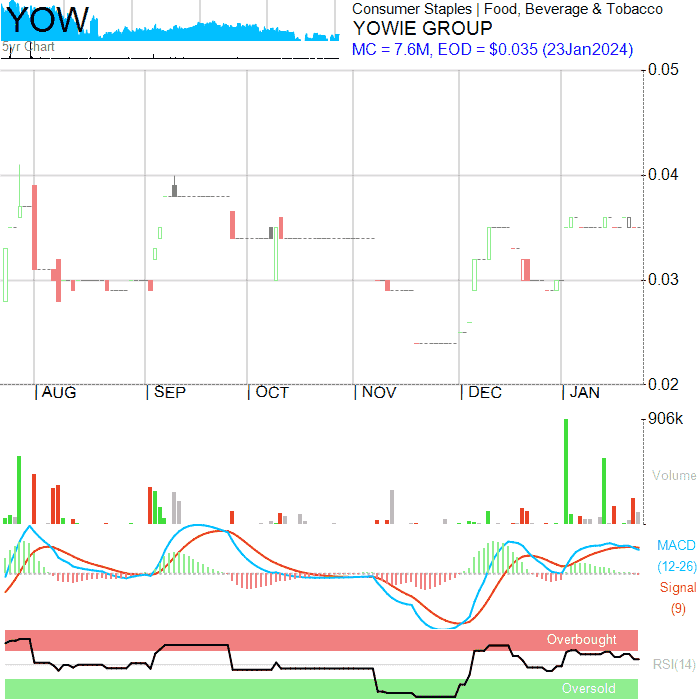 YOW
5yr Chart
Consumer Staples | Food, Beverage & Tobacco
YOWIE GROUP
MC = 7.6M, EOD = $0.035 (23Jan2024)
0.05
0.04
0.03
0.02
AUG
SEP
OCT
NOV
DEC
JAN
906k
Volume
MACD
(12-26)
Signal
(9)
Overbought
RSI(14)
Oversold